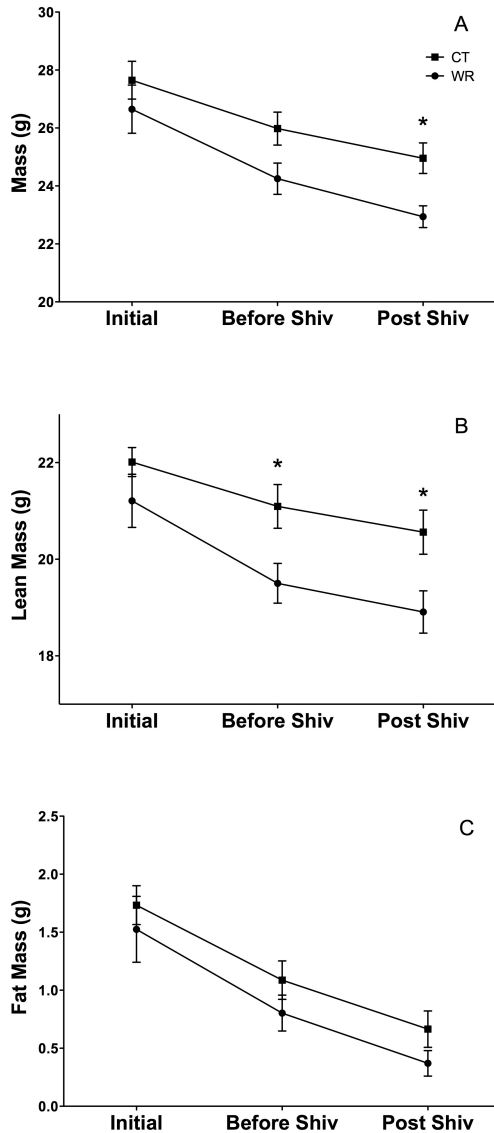 A
30
28
26
24
22
20
Mass (g)
CT
WR
*
Initial Before Shiv Post Shiv
B
22
20
18
Lean Mass (g)
* *
Initial Before Shiv Post Shiv
C
2.5
2.0
1.5
1.0
0.5
0.0
Fat Mass (g)
Initial Before Shiv Post Shiv